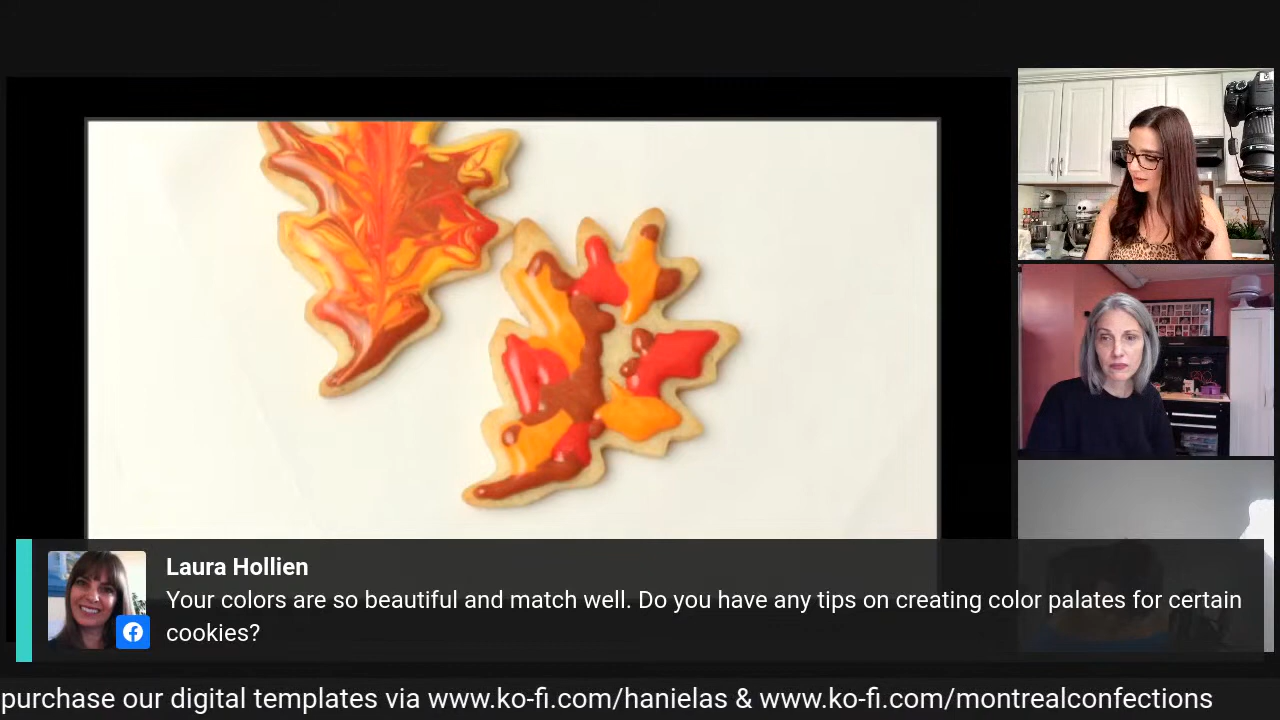 Laura Hollien
Your colors are so beautiful and match well. Do you have any tips on creating color palates for certain
cookies?
purchase our digital templates via www.ko-fi.com/hanielas & www.ko-fi.com/montrealconfections